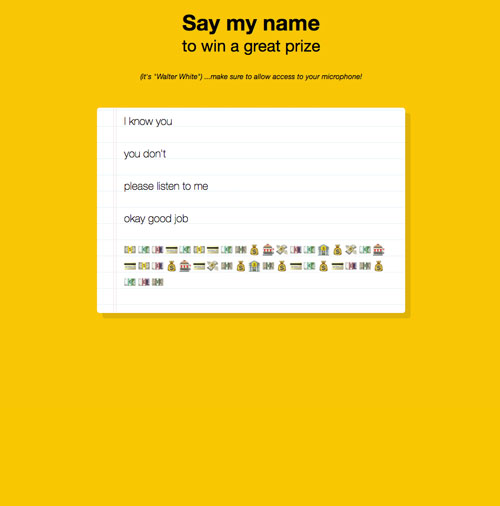 Say my name
to win a great prize
(it's "Walter White") ...make sure to allow access to your microphone!
I know you
you don't
please listen to me
okay good job